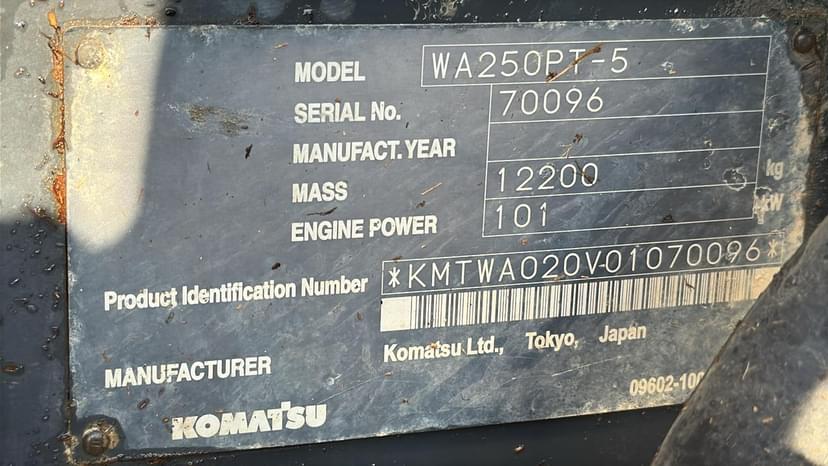 MODEL WA250PT-5
SERIAL No. 70096
MANUFACT. YEAR
MASS 12200 kg
ENGINE POWER 101 kW
Product Identification Number *KMTWA020V01070096*
MANUFACTURER Komatsu Ltd., Tokyo, Japan
KOMATSU